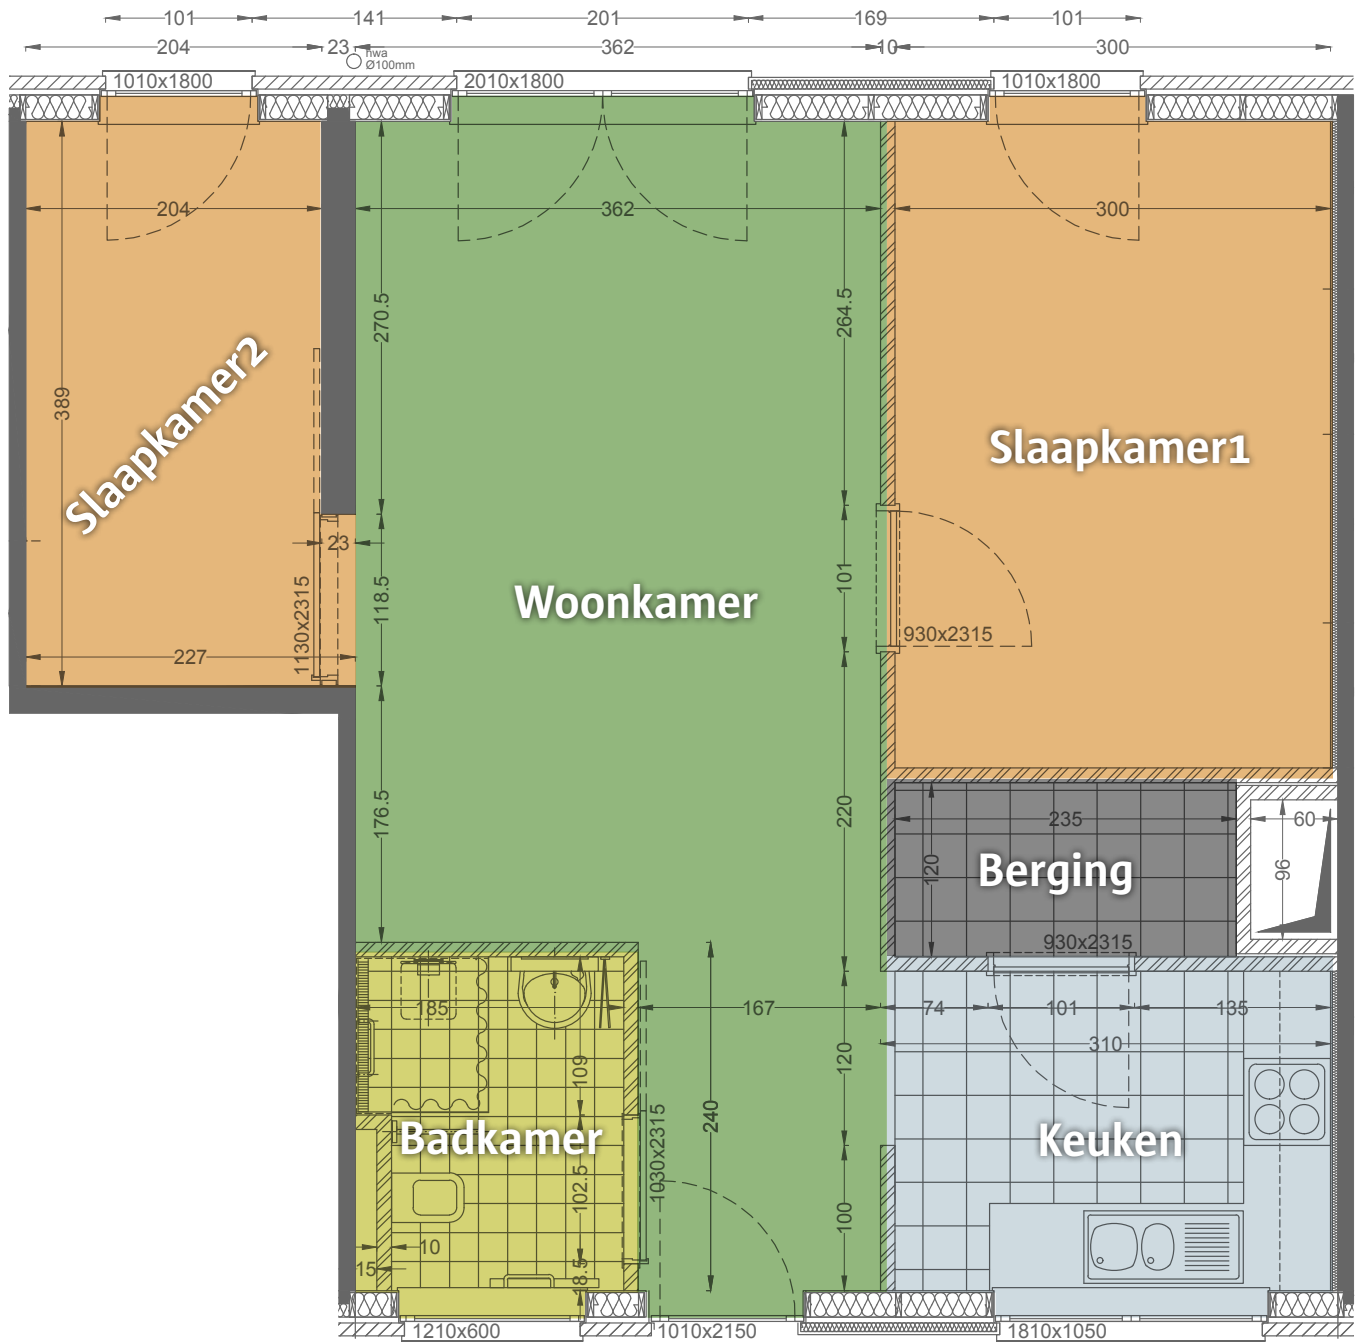 101 141 201 169 101
204 23 362 10 300
hwa
Ø100mm
1010x1800 2010x1800 1010x1800
204 362 300
270.5 264.5
389
Slaapkamer2
Slaapkamer1
23
118.5 101
Woonkamer
1130x2315
930x2315
227
176.5 220
235 60
120 96
Berging
930x2315
185 167 74 101 135
310
109 120
240
Badkamer
Keuken
1030x2315
102.5 100
10
15
18.5
1210x600 1010x2150 1810x1050